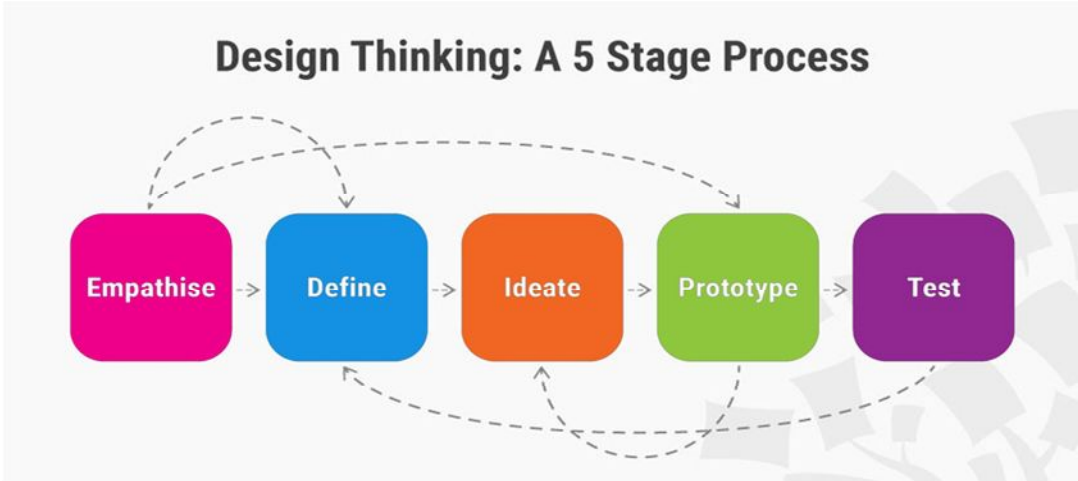 Design Thinking: A 5 Stage Process
Empathise
Define
Ideate
Prototype
Test